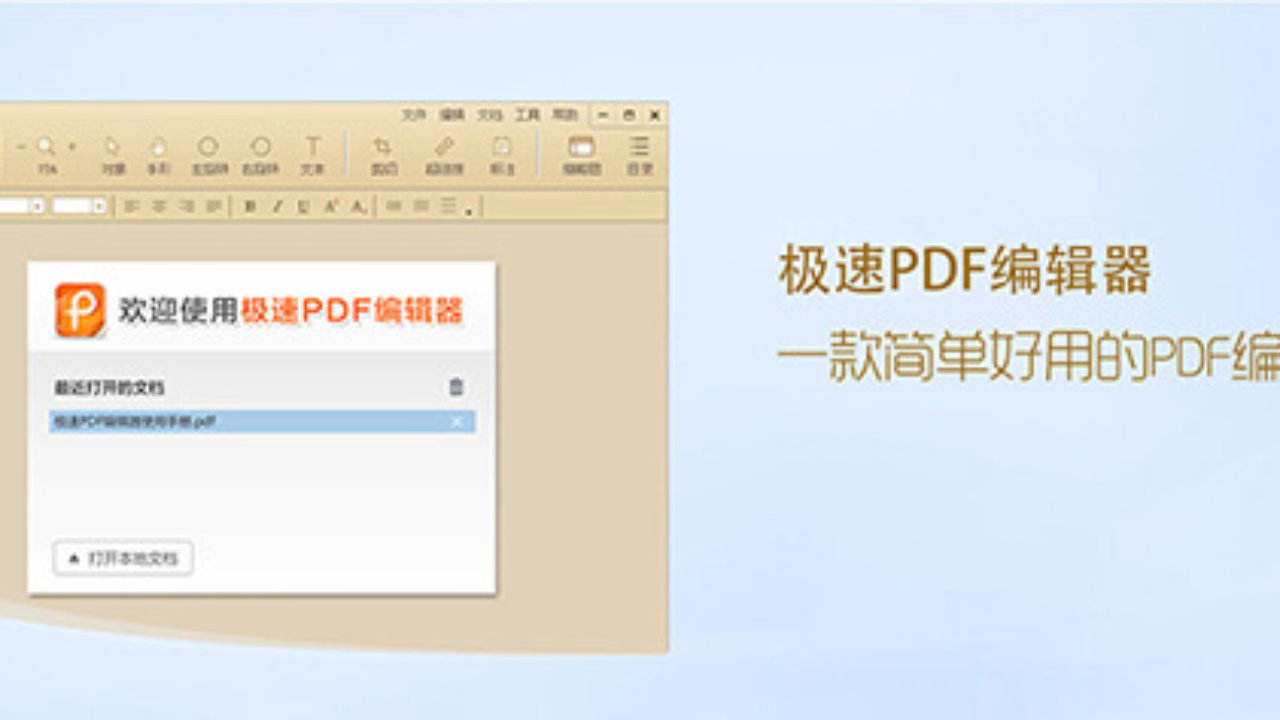 文件 编辑 文档 工具 帮助
对象 手形 左旋转 右旋转 文本 裁切 超链接 标注 缩略图 目录
B I U A A
欢迎使用极速PDF编辑器
最近打开的文档
极速PDF编辑器使用手册.pdf
打开本地文档
极速PDF编辑器
一款简单好用的PDF编